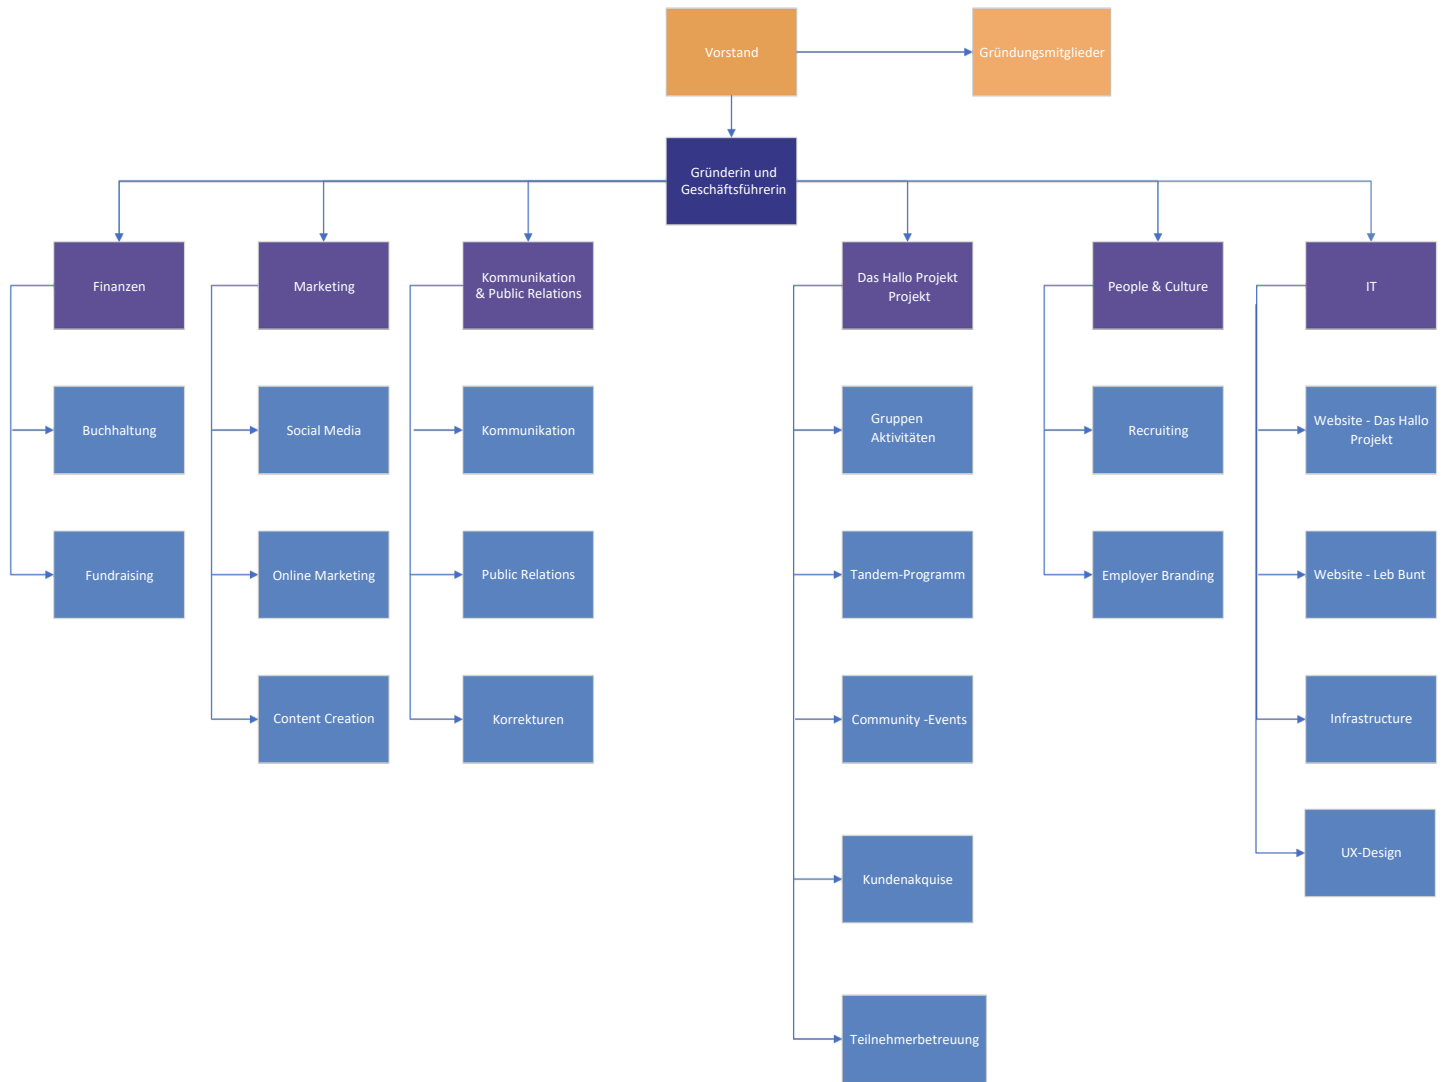 Vorstand
Gründungsmitglieder
Gründerin und
Geschäftsführerin
Finanzen
Marketing
Kommunikation
& Public Relations
Das Hallo Projekt
Projekt
People & Culture
IT
Buchhaltung
Social Media
Kommunikation
Gruppen
Aktivitäten
Recruiting
Website - Das Hallo
Projekt
Fundraising
Online Marketing
Public Relations
Tandem-Programm
Employer Branding
Website - Leb Bunt
Content Creation
Korrekturen
Community -Events
Infrastructure
Kundenakquise
UX-Design
Teilnehmerbetreuung